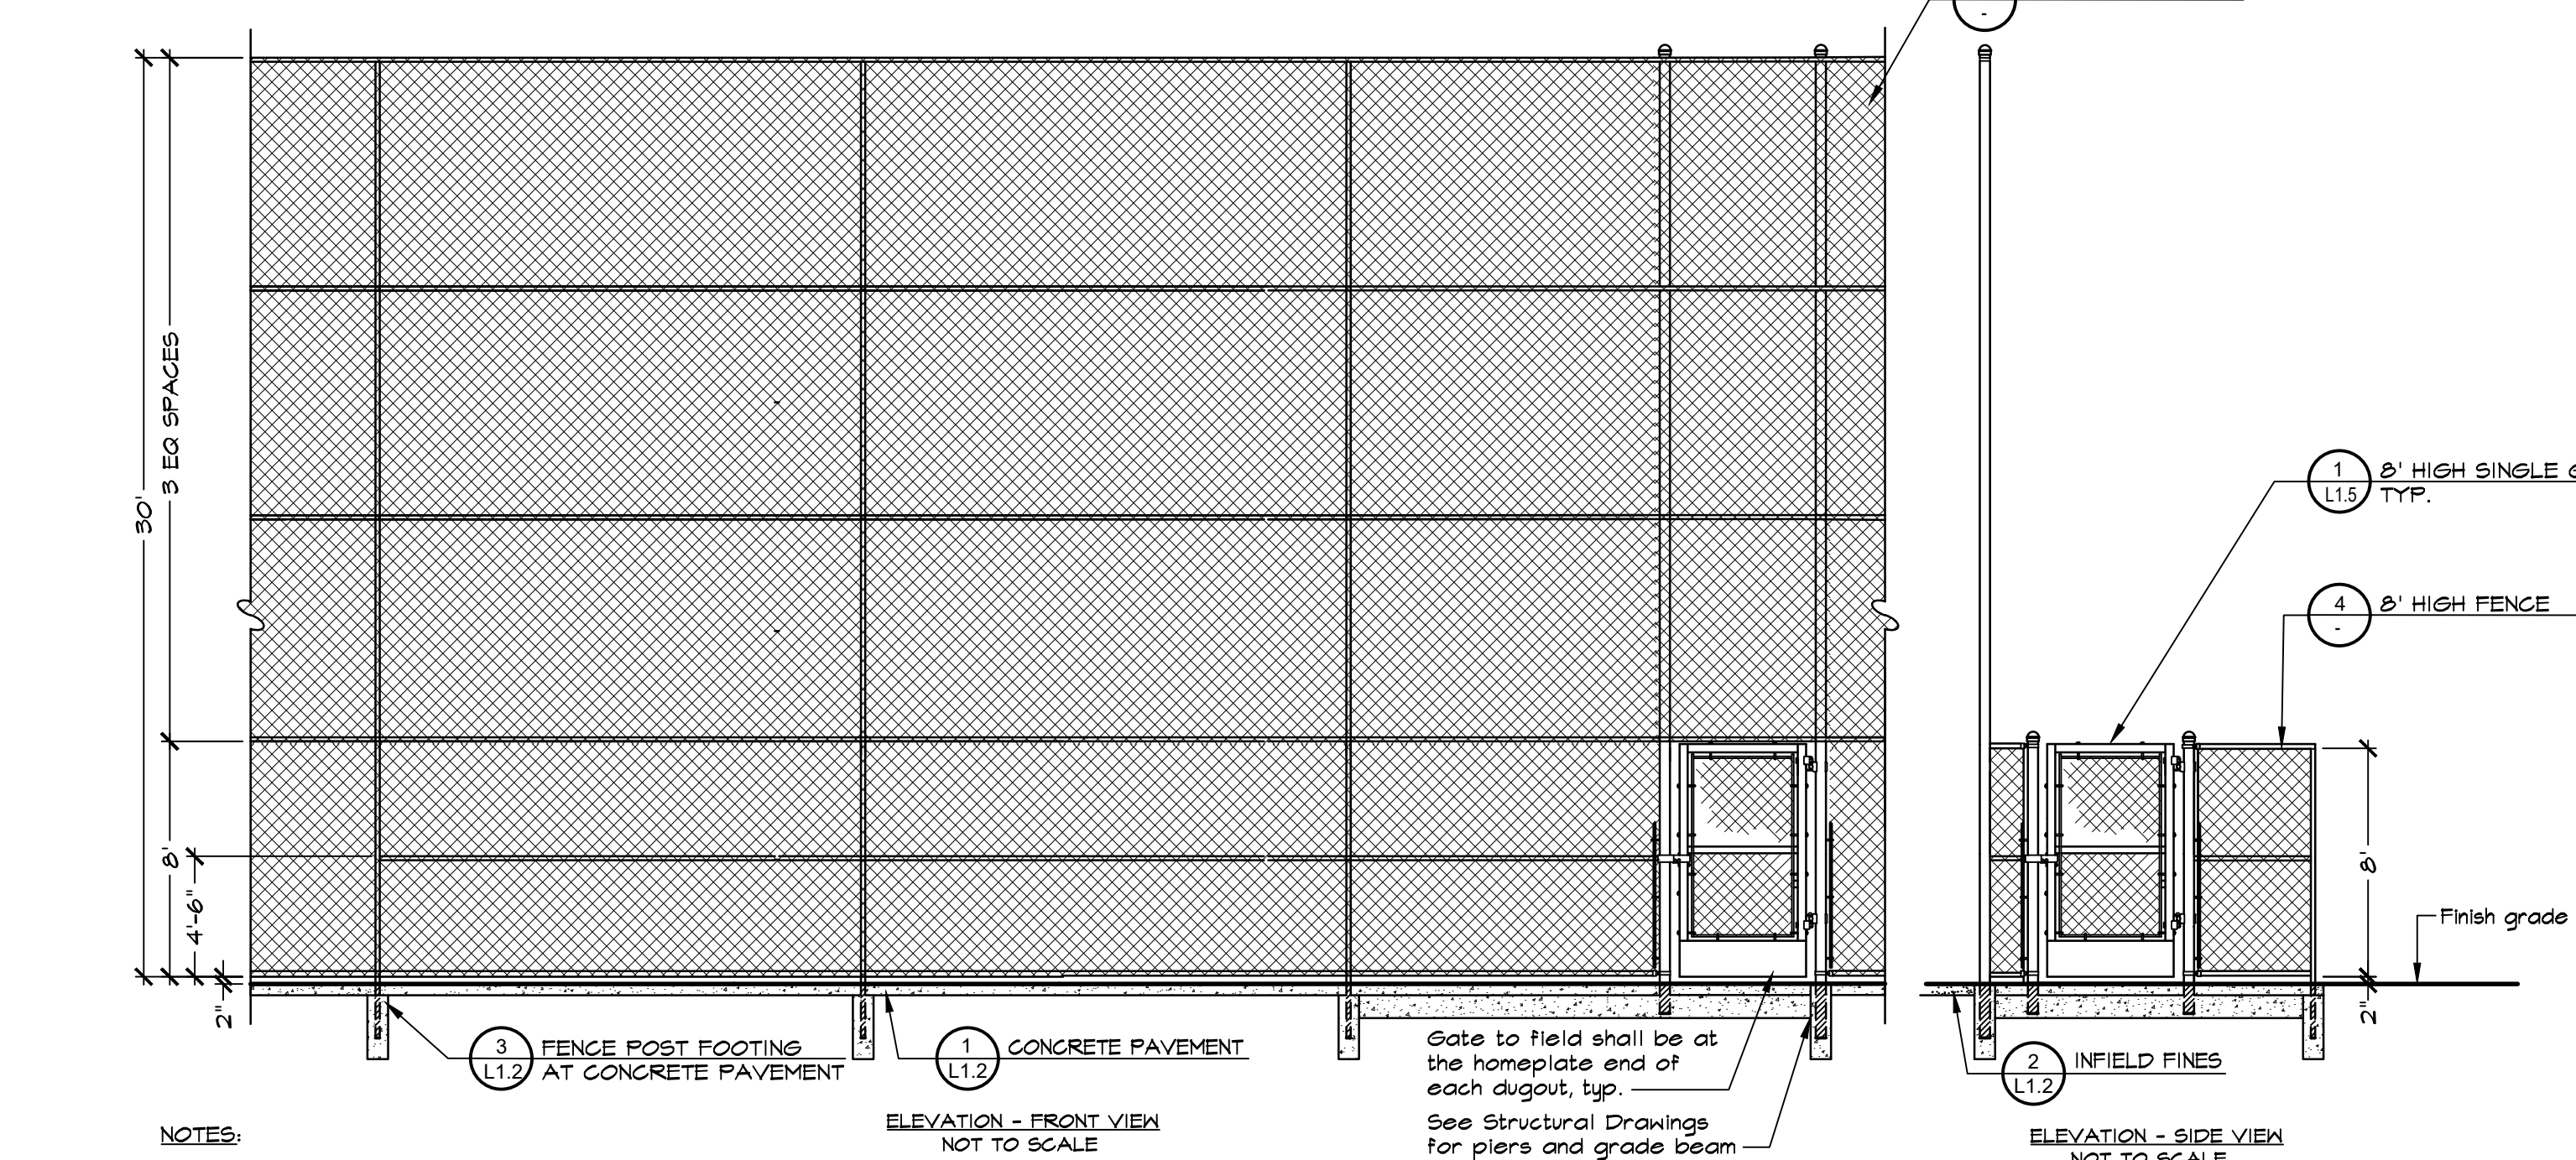 -
30'
3 EQ SPACES
8'
4'-6"
2"
1
L1.5
8' HIGH SINGLE
TYP.
4
-
8' HIGH FENCE
8'
2"
Finish grade
3
L1.2
FENCE POST FOOTING
AT CONCRETE PAVEMENT
1
L1.2
CONCRETE PAVEMENT
Gate to field shall be at
the homeplate end of
each dugout, typ.
See Structural Drawings
for piers and grade beam
2
L1.2
INFIELD FINES
ELEVATION - FRONT VIEW
NOT TO SCALE
ELEVATION - SIDE VIEW
NOT TO SCALE
NOTES: